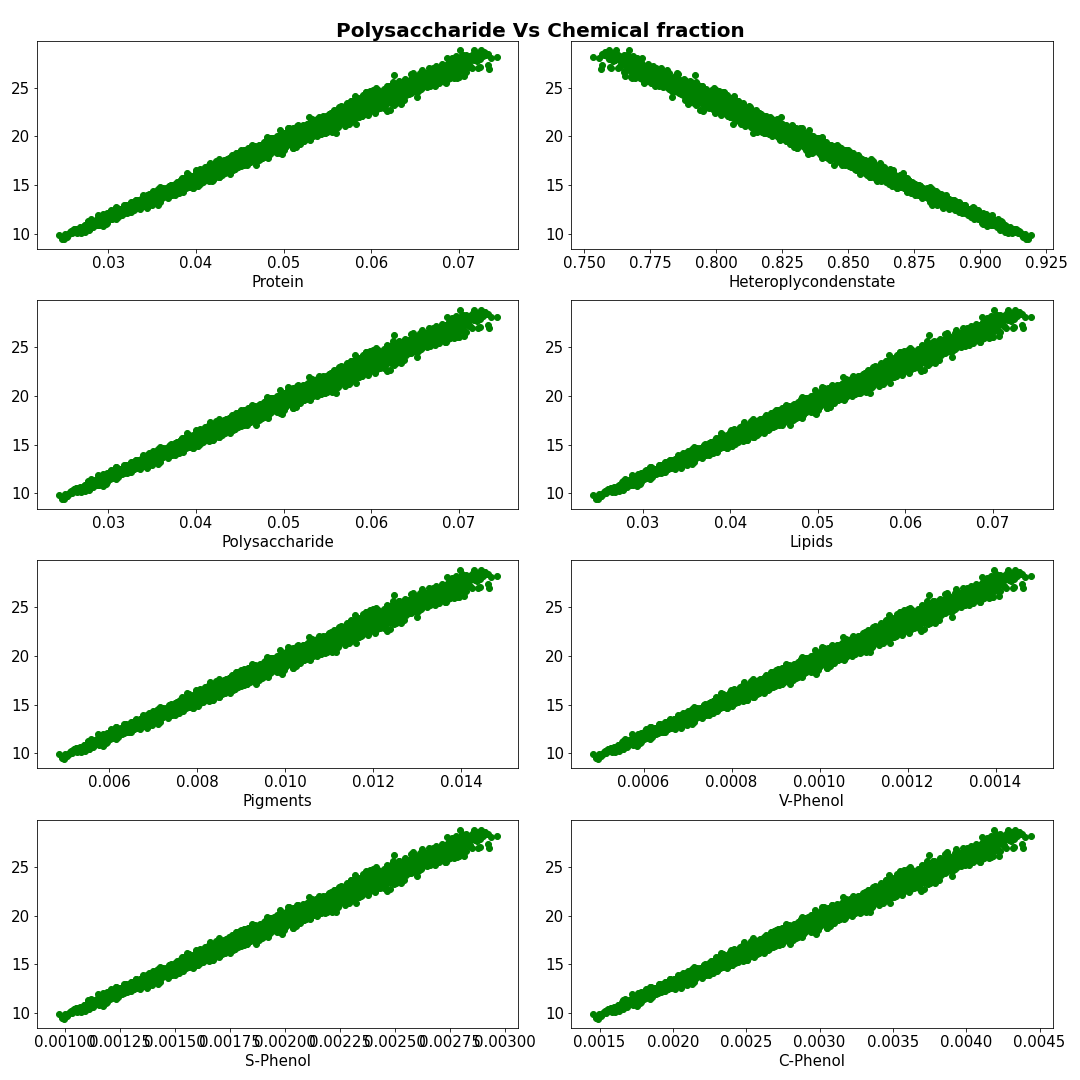 Polysaccharide Vs Chemical fraction
25
20
15
10
0.03 0.04 0.05 0.06 0.07
Protein
25
20
15
10
0.750 0.775 0.800 0.825 0.850 0.875 0.900 0.925
Heteroplycondenstate
25
20
15
10
0.03 0.04 0.05 0.06 0.07
Polysaccharide
25
20
15
10
0.03 0.04 0.05 0.06 0.07
Lipids
25
20
15
10
0.006 0.008 0.010 0.012 0.014
Pigments
25
20
15
10
0.0006 0.0008 0.0010 0.0012 0.0014
V-Phenol
25
20
15
10
0.00100 0.00125 0.00150 0.00175 0.00200 0.00225 0.00250 0.00275 0.00300
S-Phenol
25
20
15
10
0.0015 0.0020 0.0025 0.0030 0.0035 0.0040 0.0045
C-Phenol